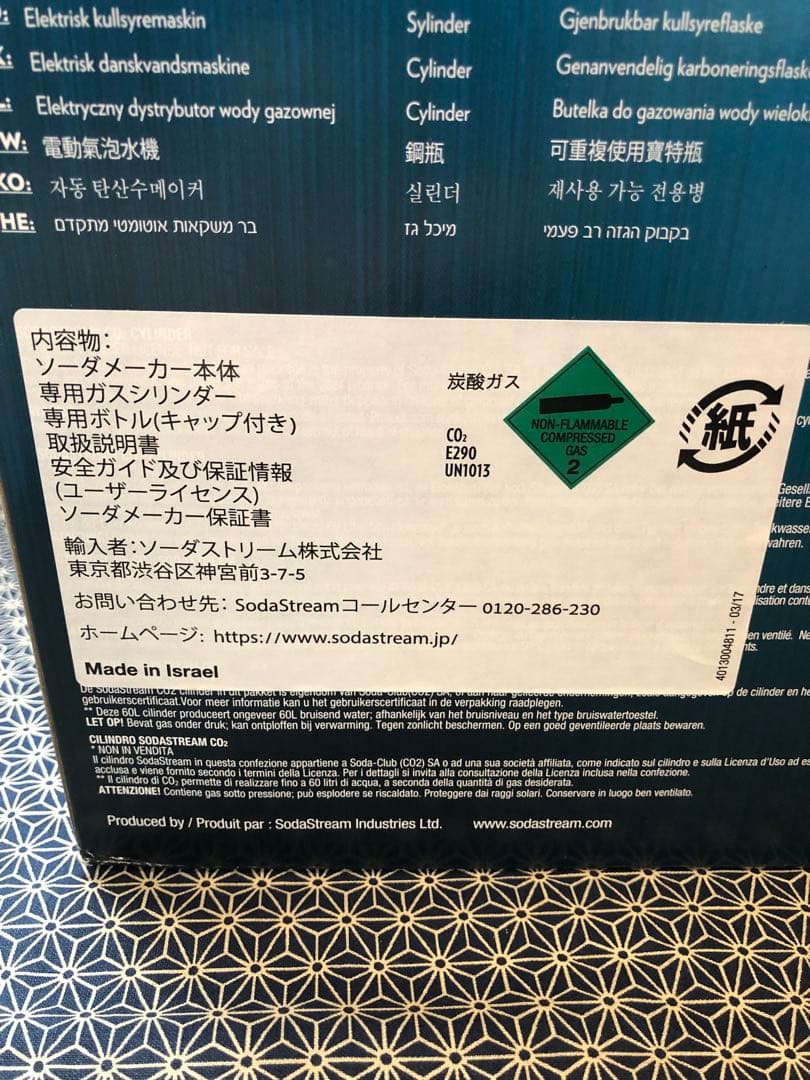 Elektrisk kullsyremaskin Sylinder Gjenbrukbar kullsyreflaske
Elektrisk danskvandsmaskine Cylinder Genanvendelig karboneringsflaske
Elektryczny dystrybutor wody gazowanej Cylinder Butelka do gazowania wody
電動氣泡水機 鋼瓶 可重複使用寶特瓶
KO: 자동 탄산수메이커 실린더 재사용 가능 전용병
HE: בר משקאות אוטומטי מתקדם מיכל גז בקבוק הגזה רב פעמי
内容物:
ソーダメーカー本体
専用ガスシリンダー
専用ボトル(キャップ付き)
取扱説明書
安全ガイド及び保証情報
(ユーザーライセンス)
ソーダメーカー保証書
輸入者:ソーダストリーム株式会社
東京都渋谷区神宮前3-7-5
お問い合わせ先: SodaStreamコールセンター 0120-286-230
ホームページ: https://www.sodastream.jp/
Made in Israel
炭酸ガス
CO₂
E290
UN1013
NON-FLAMMABLE
COMPRESSED
GAS
2
紙
4013004811 - 03/17
gebruikerscertificaat.Voor meer informatie kan u het gebruikerscertificaat in de verpakking raadplegen.
** Deze 60L cilinder produceert ongeveer 60L bruisend water; afhankelijk van het bruisniveau en het type bruiswatertoestel.
LET OP! Bevat gas onder druk; kan ontploffen bij verwarming. Tegen zonlicht beschermen. Op een goed geventileerde plaats bewaren.
CILINDRO SODASTREAM CO₂
* NON IN VENDITA
Il cilindro SodaStream in questa confezione appartiene a Soda-Club (CO2) SA o ad una sua società affiliata, come indicato sul cilindro e sulla Licenza d'Uso ad
acclusa e viene fornito secondo i termini della Licenza. Per i dettagli si invita alla consultazione della Licenza inclusa nella confezione.
** Il cilindro di CO₂ permette di realizzare fino a 60 litri di acqua, a seconda della quantità di gas desiderata.
ATTENZIONE! Contiene gas sotto pressione; può esplodere se riscaldato. Proteggere dai raggi solari. Conservare in luogo ben ventilato.
Produced by / Produit par : SodaStream Industries Ltd. www.sodastream.com